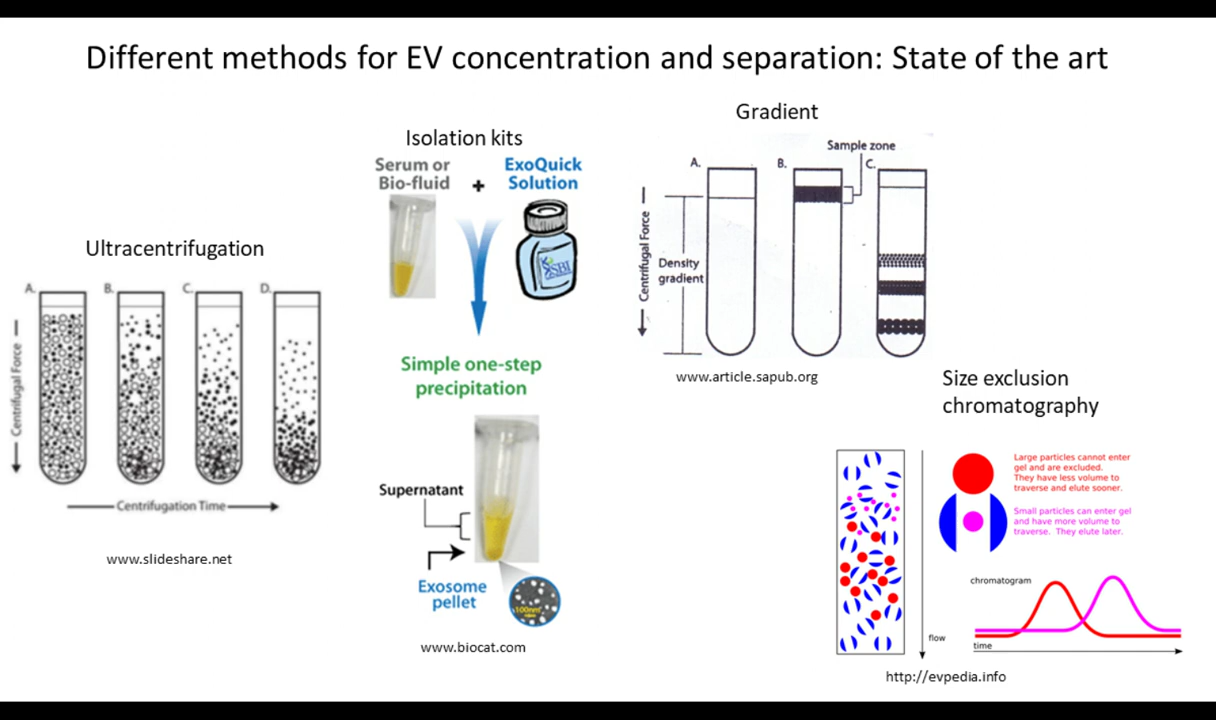 Different methods for EV concentration and separation: State of the art
Ultracentrifugation
A.
B.
C.
D.
Centrifugal Force
Centrifugation Time
www.slideshare.net
Isolation kits
Serum or
Bio-fluid
+
ExoQuick
Solution
SBI
Simple one-step
precipitation
Supernatant
Exosome
pellet
100nm
www.biocat.com
Gradient
Sample zone
A.
B.
C.
Centrifugal Force
Density
gradient
www.article.sapub.org
Size exclusion
chromatography
Large particles cannot enter
gel and are excluded.
They have less volume to
traverse and elute sooner.
Small particles can enter gel
and have more volume to
traverse. They elute later.
chromatogram
flow
time
http://evpedia.info